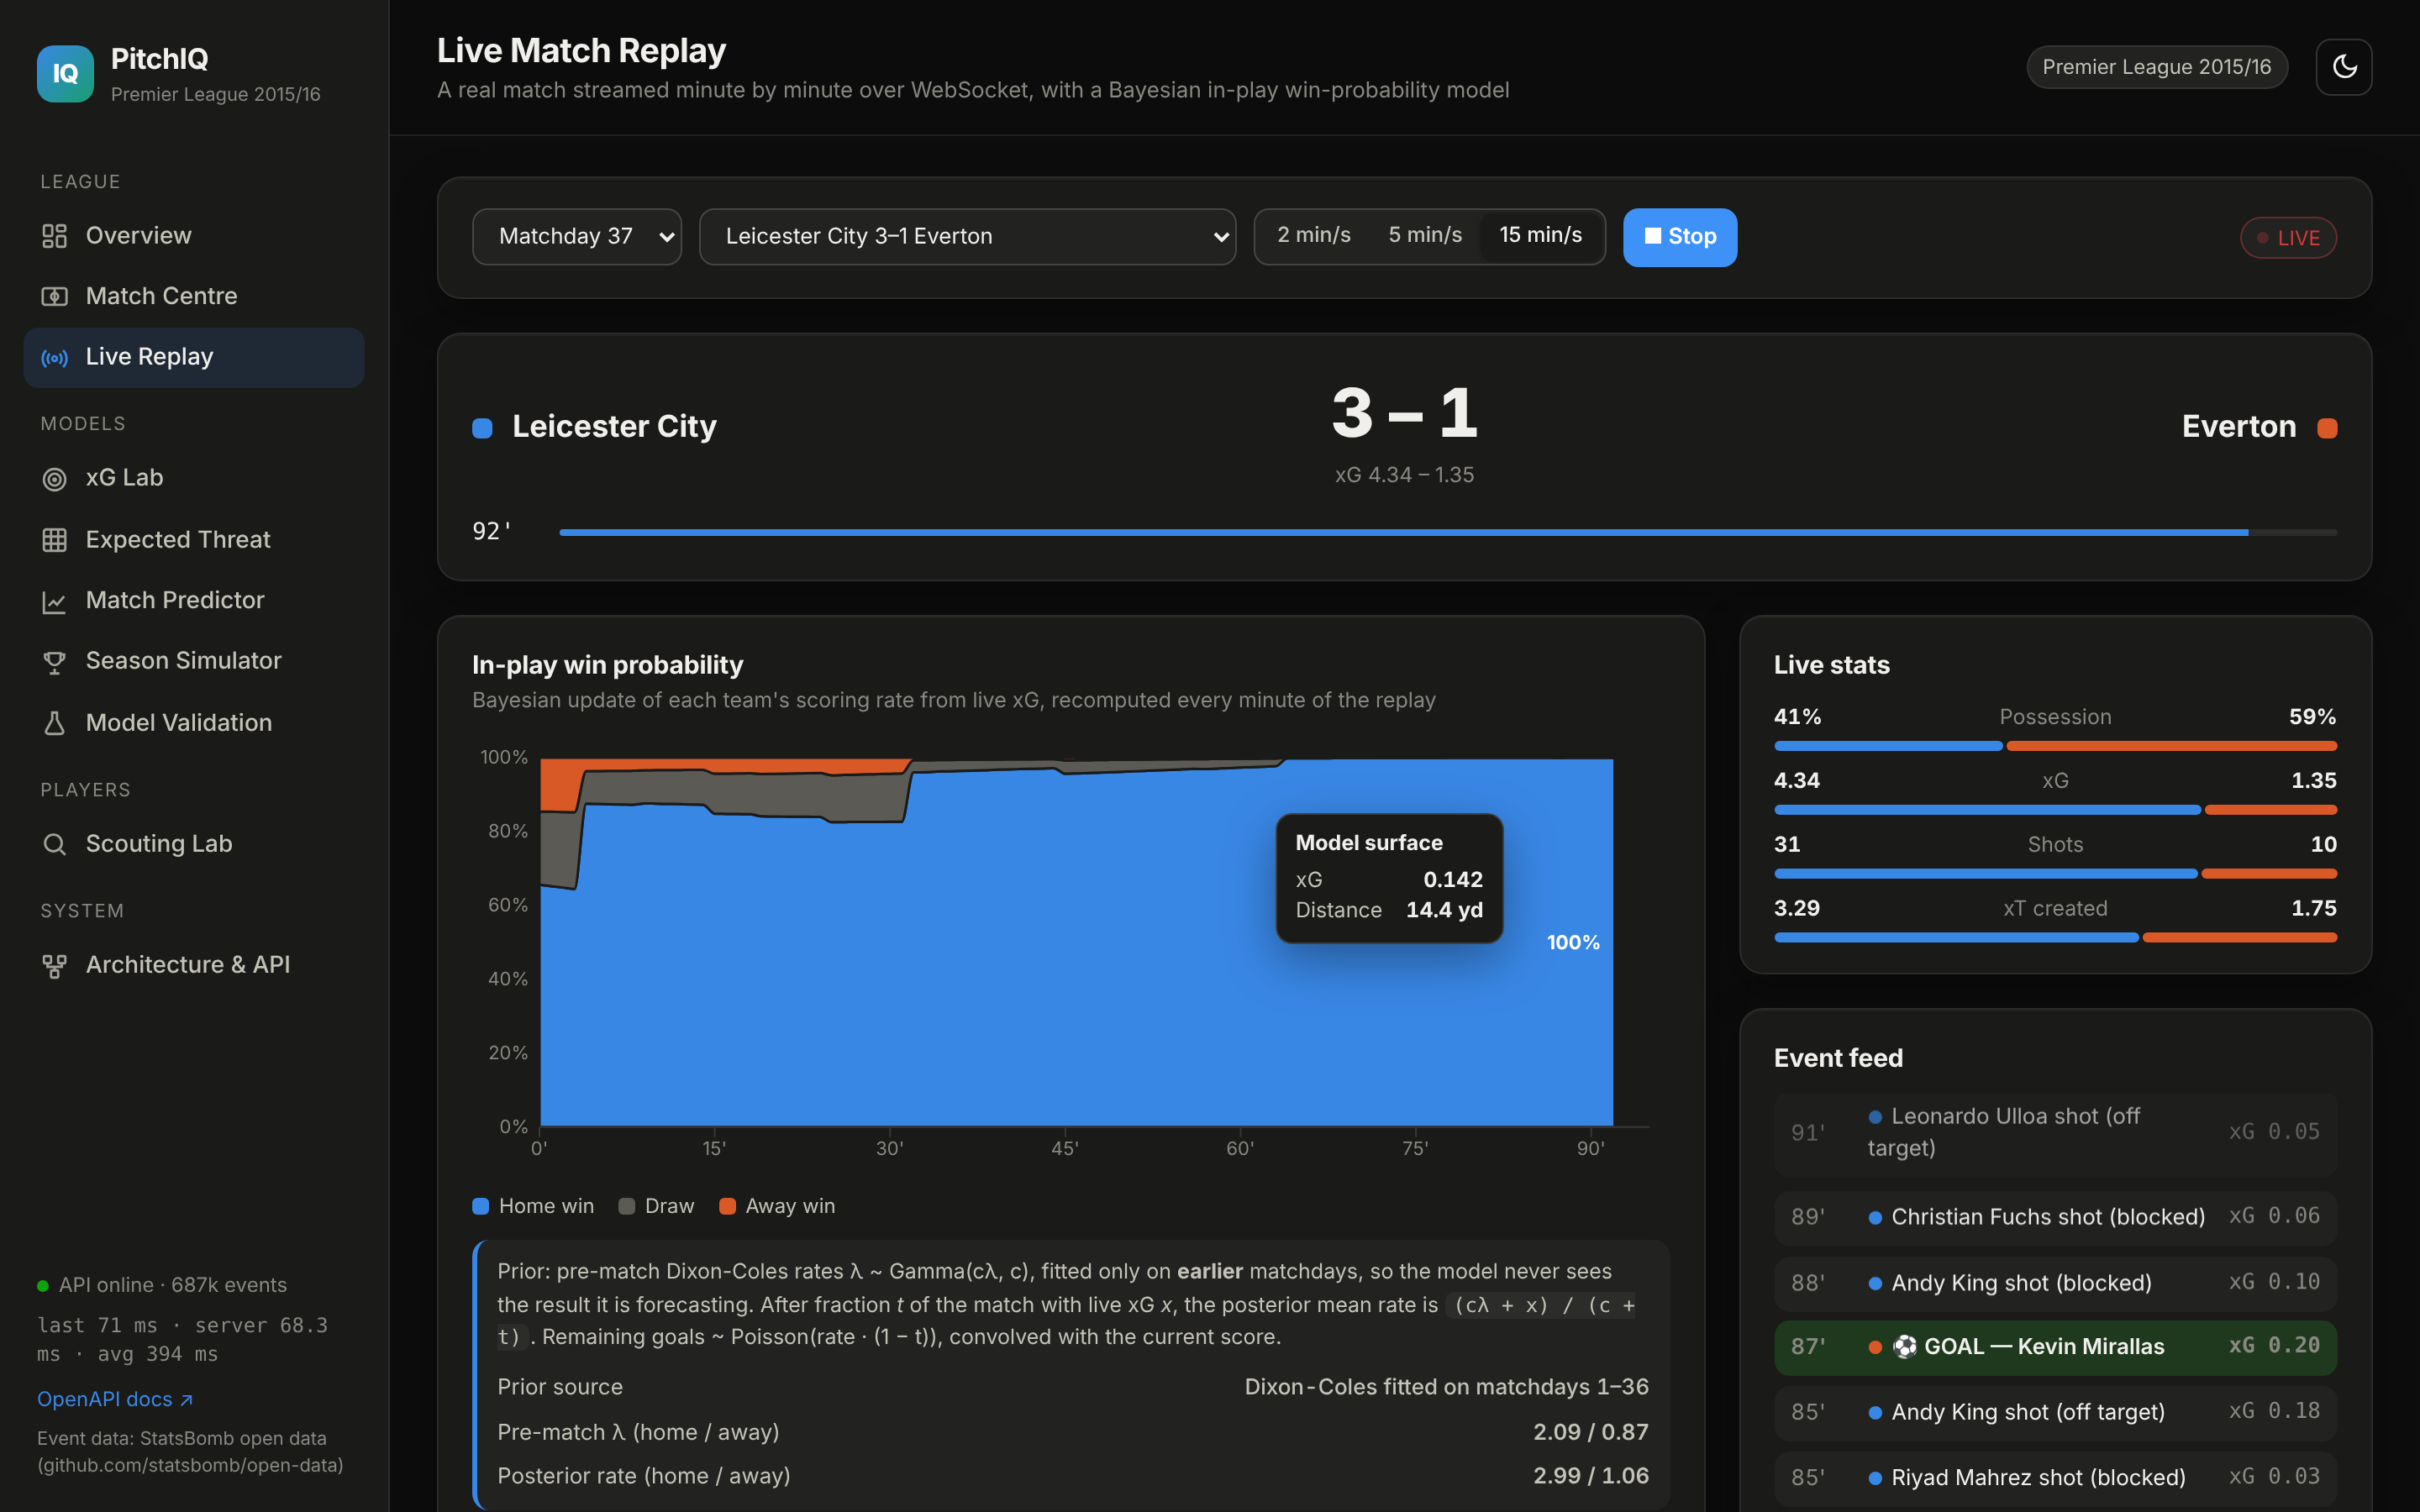 IQ
PitchIQ
Premier League 2015/16
LEAGUE
Overview
Match Centre
Live Replay
MODELS
xG Lab
Expected Threat
Match Predictor
Season Simulator
Model Validation
PLAYERS
Scouting Lab
SYSTEM
Architecture & API
API online · 687k events
last 71 ms · server 68.3
ms · avg 394 ms
OpenAPI docs ↗
Event data: StatsBomb open data
(github.com/statsbomb/open-data)
Live Match Replay
A real match streamed minute by minute over WebSocket, with a Bayesian in-play win-probability model
Premier League 2015/16
Matchday 37
Leicester City 3–1 Everton
2 min/s
5 min/s
15 min/s
Stop
LIVE
Leicester City
3 – 1
Everton
xG 4.34 – 1.35
92'
In-play win probability
Bayesian update of each team's scoring rate from live xG, recomputed every minute of the replay
100%
80%
60%
40%
20%
0%
0'
15'
30'
45'
60'
75'
90'
Model surface
xG 0.142
Distance 14.4 yd
100%
Home win
Draw
Away win
Prior: pre-match Dixon-Coles rates λ ~ Gamma(cλ, c), fitted only on earlier matchdays, so the model never sees
the result it is forecasting. After fraction t of the match with live xG x, the posterior mean rate is (cλ + x) / (c +
t) . Remaining goals ~ Poisson(rate · (1 − t)), convolved with the current score.
Prior source Dixon-Coles fitted on matchdays 1–36
Pre-match λ (home / away) 2.09 / 0.87
Posterior rate (home / away) 2.99 / 1.06
Live stats
41% Possession 59%
4.34 xG 1.35
31 Shots 10
3.29 xT created 1.75
Event feed
91' Leonardo Ulloa shot (off xG 0.05
target)
89' Christian Fuchs shot (blocked) xG 0.06
88' Andy King shot (blocked) xG 0.10
87' ⚽ GOAL — Kevin Mirallas xG 0.20
85' Andy King shot (off target) xG 0.18
85' Riyad Mahrez shot (blocked) xG 0.03